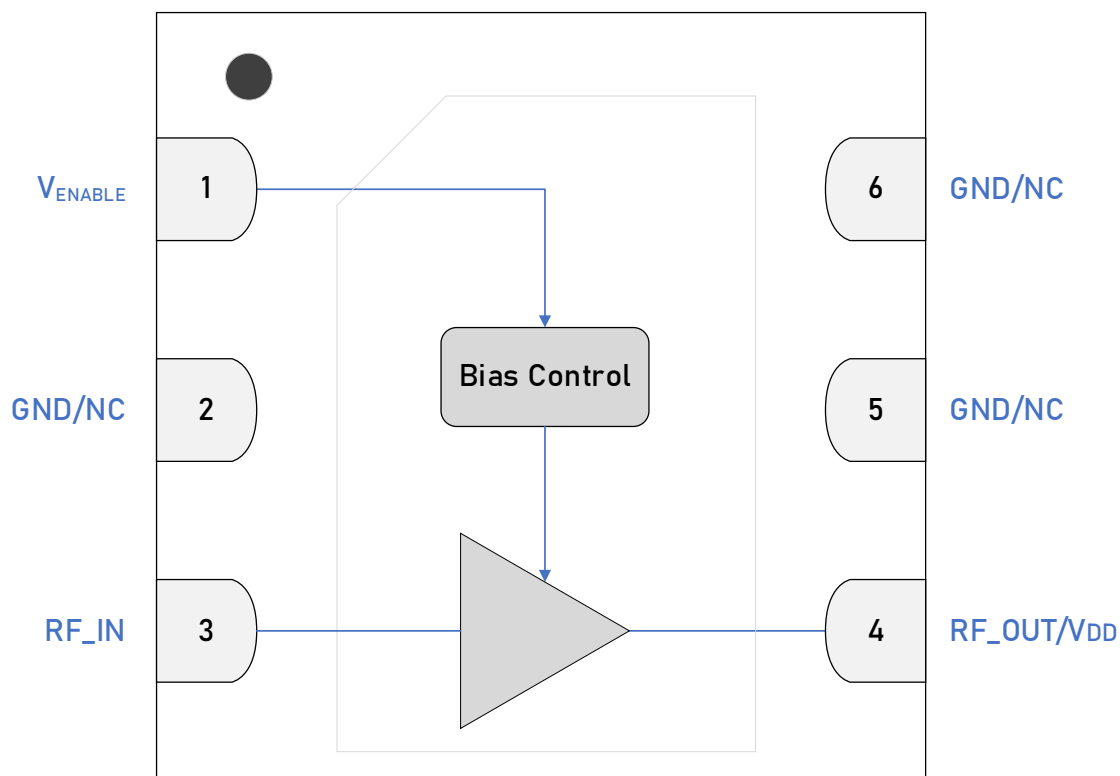 VENABLE
1
6
GND/NC
Bias Control
GND/NC
2
5
GND/NC
RF_IN
3
4
RF_OUT/VDD